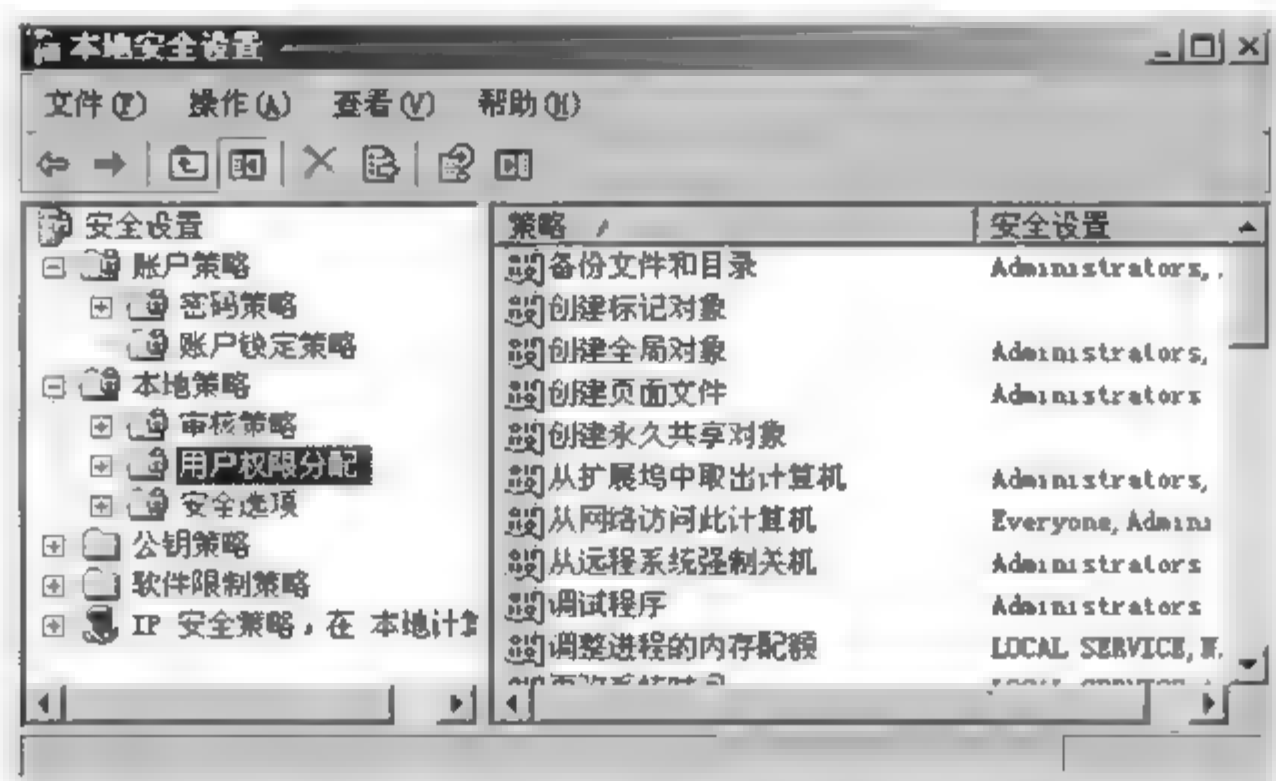 本地安全设置
文件(F) 操作(A) 查看(V) 帮助(H)
安全设置
账户策略
密码策略
账户锁定策略
本地策略
审核策略
用户权限分配
安全选项
公钥策略
软件限制策略
IP 安全策略，在 本地计算
策略 安全设置
备份文件和目录 Administrators,
创建标记对象
创建全局对象 Administrators,
创建页面文件 Administrators
创建永久共享对象
从扩展坞中取出计算机 Administrators,
从网络访问此计算机 Everyone,Admini
从远程系统强制关机 Administrators
调试程序 Administrators
调整进程的内存配额 LOCAL SERVICE,